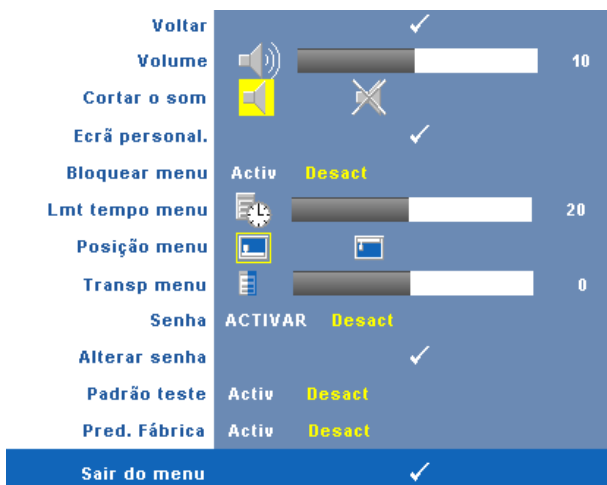 Voltar
Volume 10
Cortar o som
Ecrã personal.
Bloquear menu Activ Desact
Lmt tempo menu 20
Posição menu
Transp menu 0
Senha ACTIVAR Desact
Alterar senha
Padrão teste Activ Desact
Pred. Fábrica Activ Desact
Sair do menu